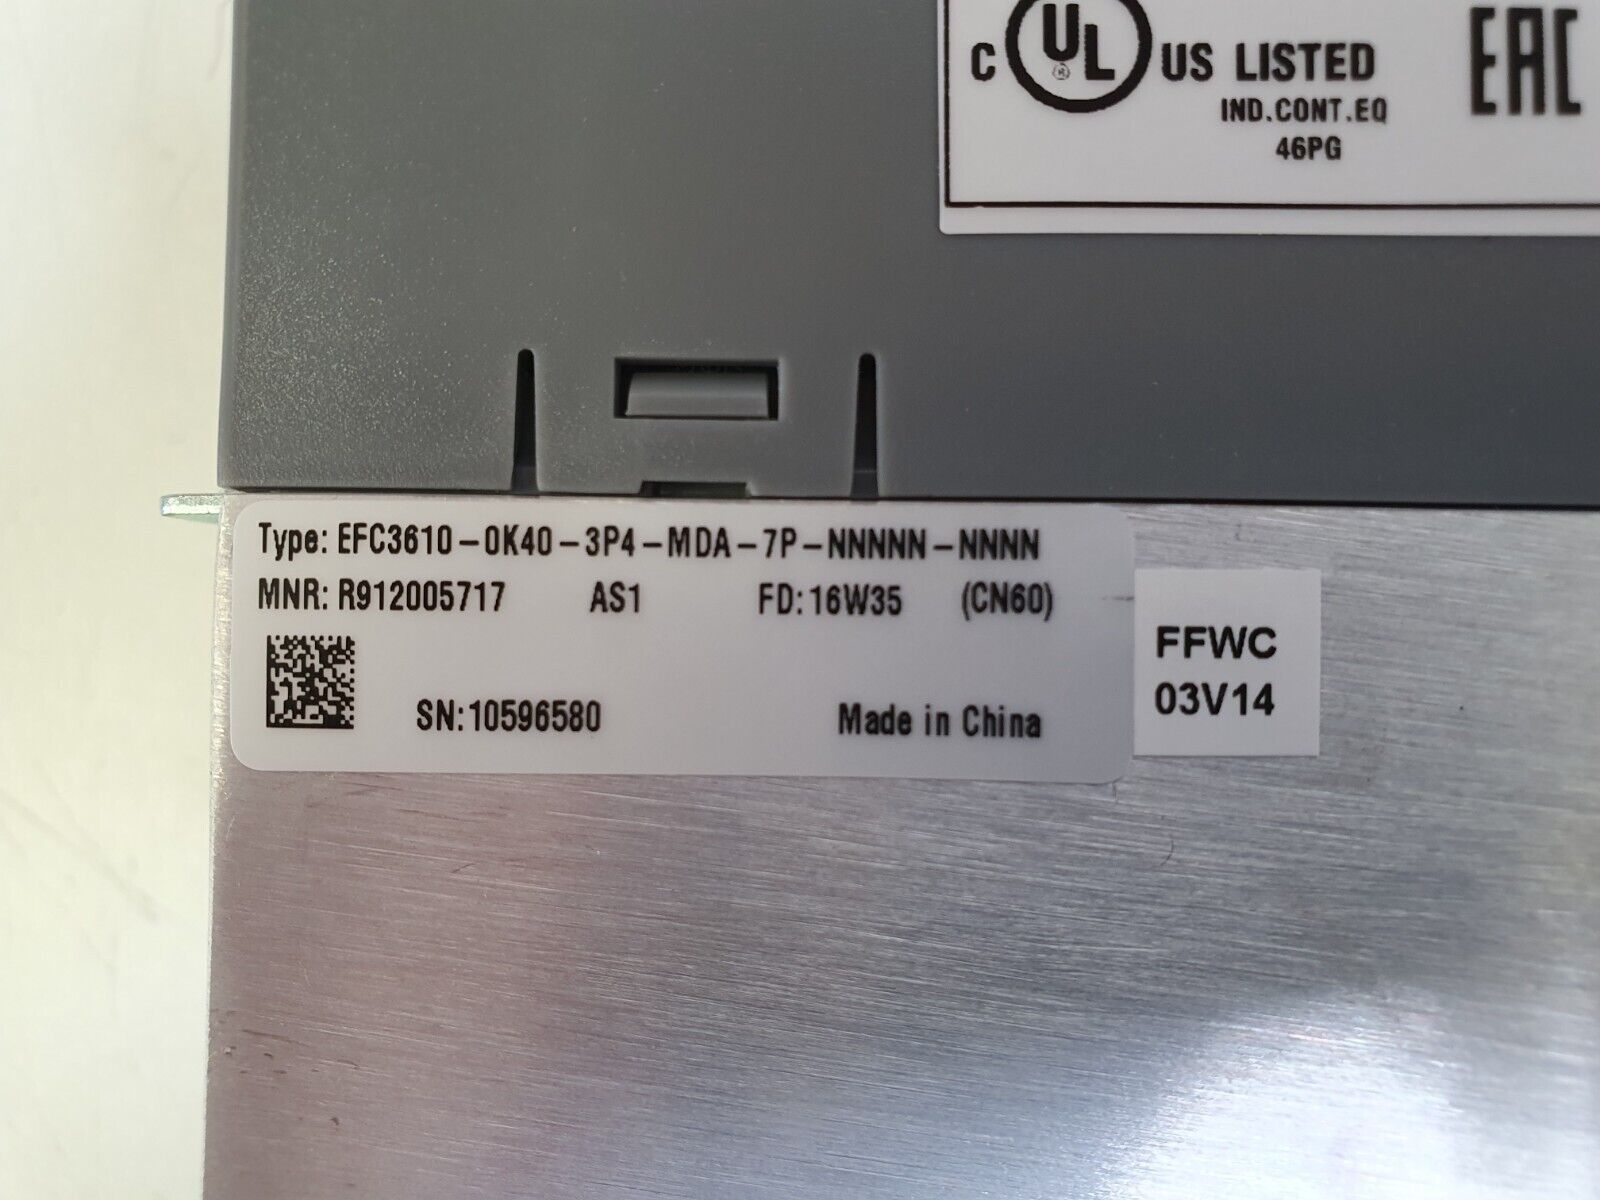 C UL® US LISTED
IND.CONT.EQ
46PG
EAC
Type: EFC3610-0K40-3P4-MDA-7P-NNNNN-NNNN
MNR: R912005717 AS1 FD: 16W35 (CN60)
SN: 10596580 Made in China
FFWC
03V14